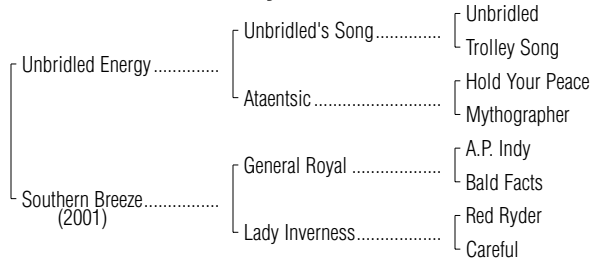 Unbridled
Unbridled's Song..............
Trolley Song
Unbridled Energy ..............
Hold Your Peace
Ataentsic ...........................
Mythographer
A.P. Indy
General Royal ...................
Bald Facts
Southern Breeze................
(2001)
Red Ryder
Lady Inverness..................
Careful